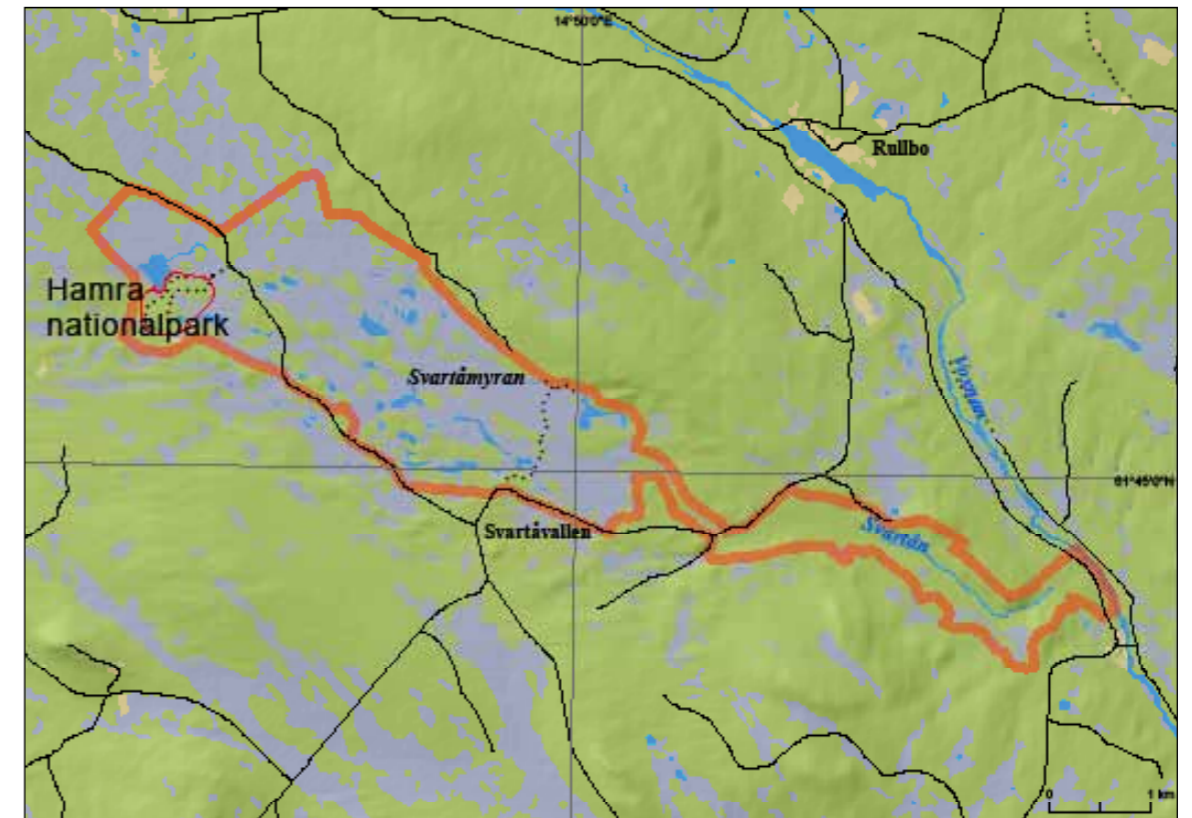 14°50'0"E
Rullbo
Hamra
nationalpark
Svartåmyran
Voxnan
61°45'0"N
Svartåvallen
Svartån
0 1 km